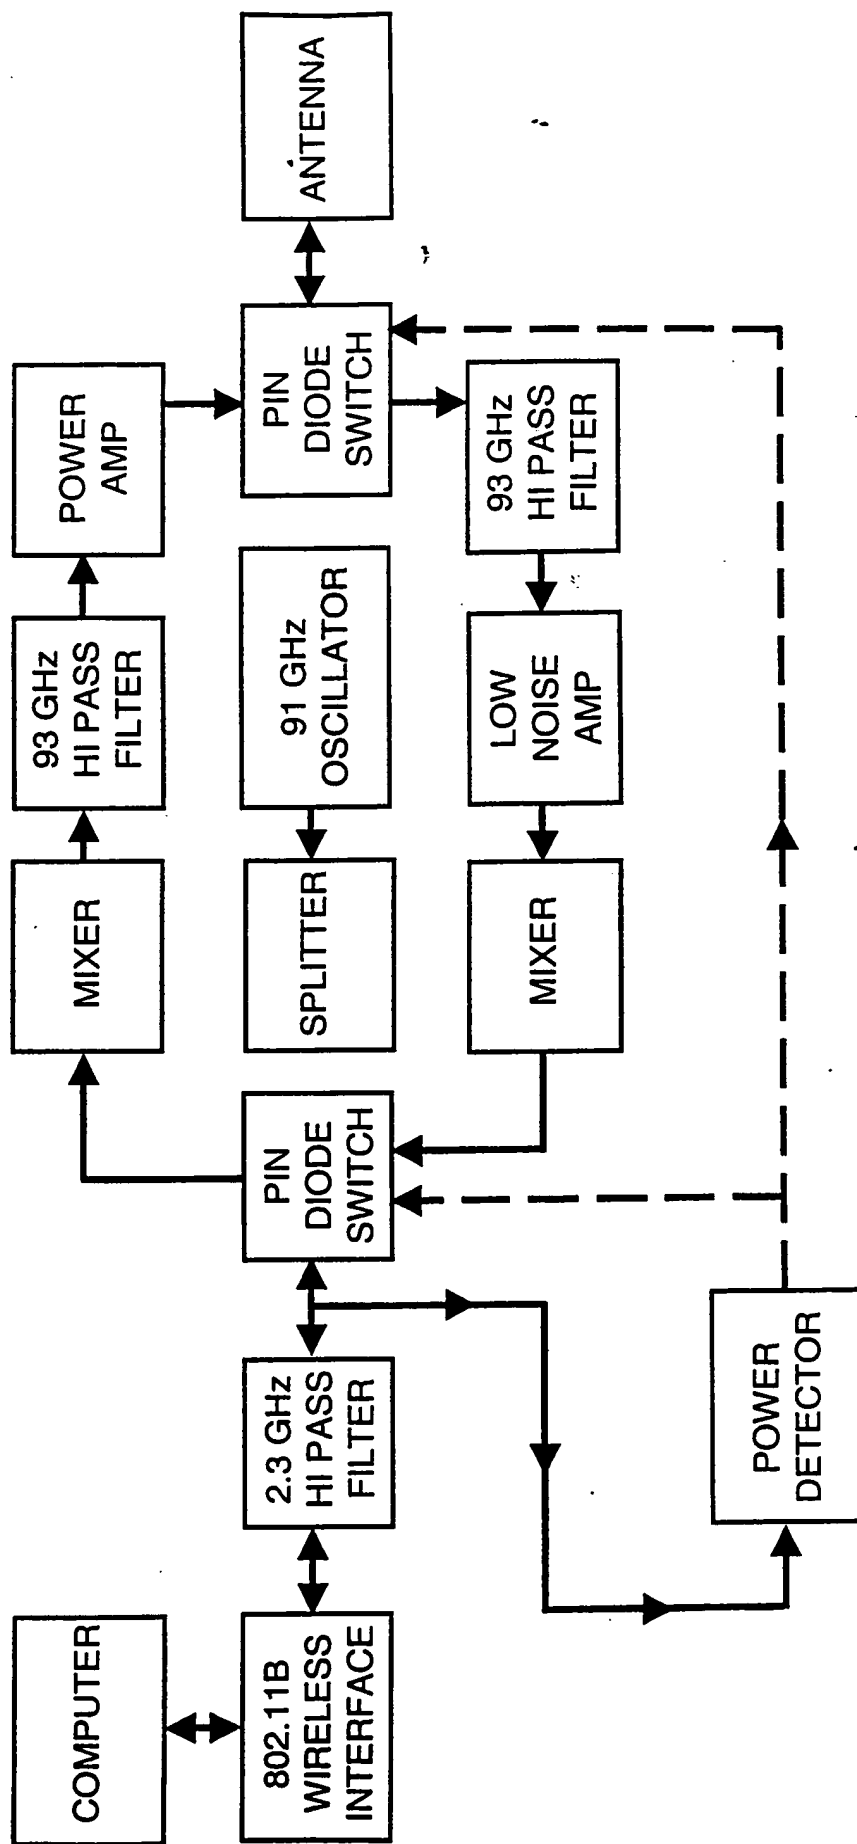 COMPUTER
802.11B
WIRELESS
INTERFACE
2.3 GHz
HI PASS
FILTER
PIN
DIODE
SWITCH
MIXER
93 GHz
HI PASS
FILTER
POWER
AMP
SPLITTER
91 GHz
OSCILLATOR
PIN
DIODE
SWITCH
ANTENNA
MIXER
LOW
NOISE
AMP
93 GHz
HI PASS
FILTER
POWER
DETECTOR